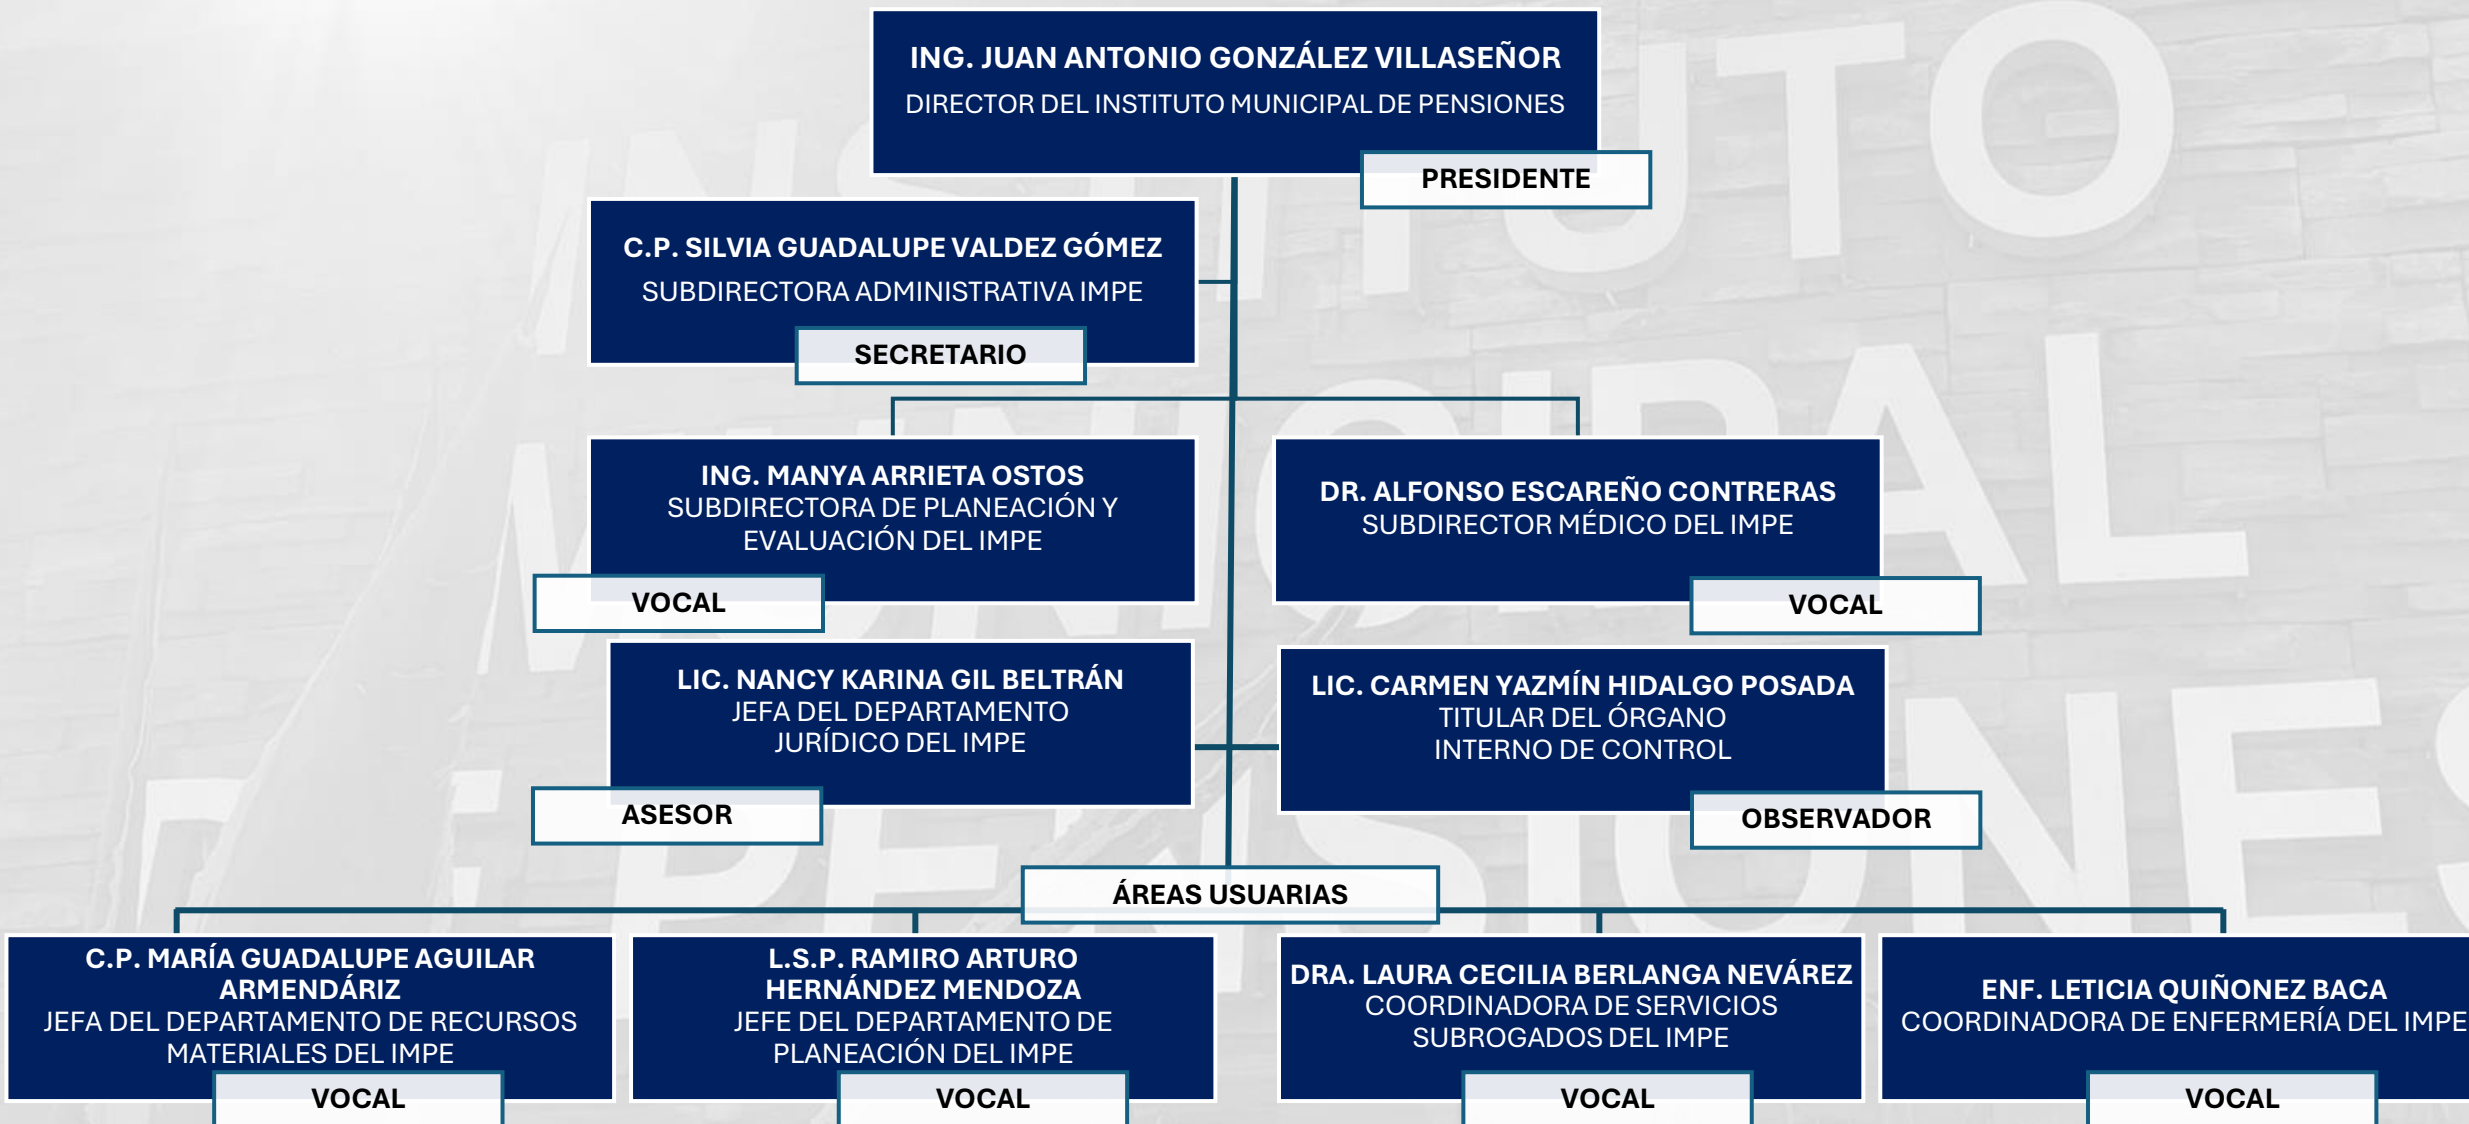 ING. JUAN ANTONIO GONZÁLEZ VILLASEÑOR
DIRECTOR DEL INSTITUTO MUNICIPAL DE PENSIONES
PRESIDENTE
C.P. SILVIA GUADALUPE VALDEZ GÓMEZ
SUBDIRECTORA ADMINISTRATIVA IMPE
SECRETARIO
ING. MANYA ARRIETA OSTOS
SUBDIRECTORA DE PLANEACIÓN Y
EVALUACIÓN DEL IMPE
VOCAL
DR. ALFONSO ESCAREÑO CONTRERAS
SUBDIRECTOR MÉDICO DEL IMPE
VOCAL
LIC. NANCY KARINA GIL BELTRÁN
JEFA DEL DEPARTAMENTO
JURÍDICO DEL IMPE
ASESOR
LIC. CARMEN YAZMÍN HIDALGO POSADA
TITULAR DEL ÓRGANO
INTERNO DE CONTROL
OBSERVADOR
ÁREAS USUARIAS
C.P. MARÍA GUADALUPE AGUILAR
ARMENDÁRIZ
JEFA DEL DEPARTAMENTO DE RECURSOS
MATERIALES DEL IMPE
VOCAL
L.S.P. RAMIRO ARTURO
HERNÁNDEZ MENDOZA
JEFE DEL DEPARTAMENTO DE
PLANEACIÓN DEL IMPE
VOCAL
DRA. LAURA CECILIA BERLANGA NEVÁREZ
COORDINADORA DE SERVICIOS
SUBROGADOS DEL IMPE
VOCAL
ENF. LETICIA QUIÑONEZ BACA
COORDINADORA DE ENFERMERÍA DEL IMPE
VOCAL
INSTITUTO
MUNICIPAL
DE PENSIONES